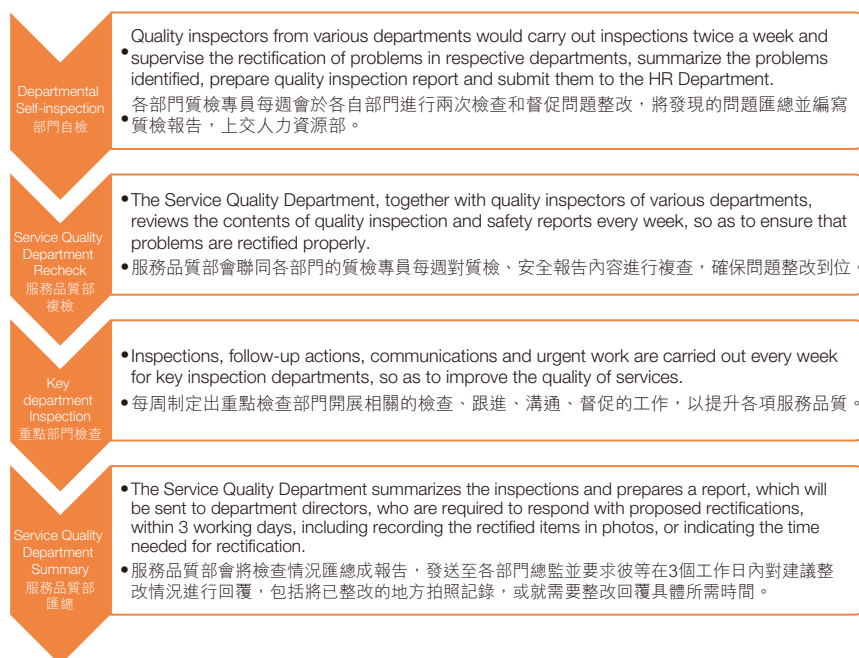 Departmental
Self-inspection
部門自檢
Quality inspectors from various departments would carry out inspections twice a week and
•supervise the rectification of problems in respective departments, summarize the problems
identified, prepare quality inspection report and submit them to the HR Department.
各部門質檢專員每週會於各自部門進行兩次檢查和督促問題整改，將發現的問題匯總並編寫
•質檢報告，上交人力資源部。
Service Quality
Department
Recheck
服務品質部
複檢
•The Service Quality Department, together with quality inspectors of various departments,
reviews the contents of quality inspection and safety reports every week, so as to ensure that
problems are rectified properly.
•服務品質部會聯同各部門的質檢專員每週對質檢、安全報告內容進行複查，確保問題整改到位。
Key
department
Inspection
重點部門檢查
•Inspections, follow-up actions, communications and urgent work are carried out every week
for key inspection departments, so as to improve the quality of services.
•每周制定出重點檢查部門開展相關的檢查、跟進、溝通、督促的工作，以提升各項服務品質。
Service Quality
Department
Summary
服務品質部
匯總
•The Service Quality Department summarizes the inspections and prepares a report, which will
be sent to department directors, who are required to respond with proposed rectifications,
within 3 working days, including recording the rectified items in photos, or indicating the time
needed for rectification.
•服務品質部會將檢查情況匯總成報告，發送至各部門總監並要求彼等在3個工作日內對建議整
改情況進行回覆，包括將已整改的地方拍照記錄，或就需要整改回覆具體所需時間。